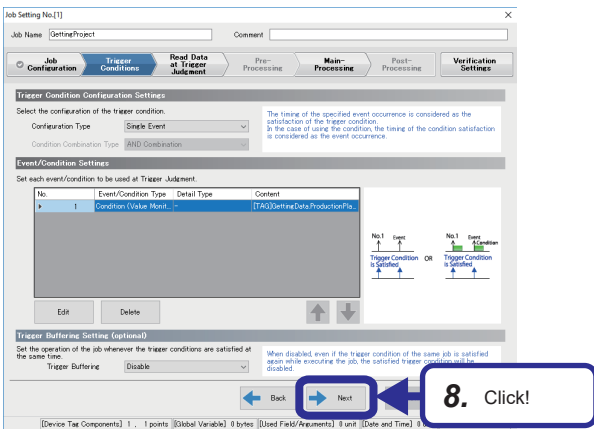 Job Setting No.[1]
Job Name GettingProject Comment
Job Configuration
Trigger Conditions
Read Data at Trigger Judgment
Pre-Processing
Main-Processing
Post-Processing
Verification Settings
Trigger Condition Configuration Settings
Select the configuration of the trigger condition.
Configuration Type Single Event
Condition Combination Type AND Combination
The timing of the specified event occurrence is considered as the
satisfaction of the trigger condition.
In the case of using the condition, the timing of the condition satisfaction
is considered as the event occurrence.
Event/Condition Settings
Set each event/condition to be used at Trigger Judgment.
No. Event/Condition Type Detail Type Content
1 Condition (Value Monit... - [TAG]GettingData.ProductionPla...
No.1 Event
Trigger Condition
is Satisfied
OR
No.1 Event
Condition
Trigger Condition
is Satisfied
Edit Delete
Trigger Buffering Setting (optional)
Set the operation of the job whenever the trigger conditions are satisfied at
the same time.
Trigger Buffering Disable
When disabled, even if the trigger condition of the same job is satisfied
again while executing the job, the satisfied trigger condition will be
disabled.
Back Next
8. Click!
[Device Tag Components] 1 , 1 points [Global Variable] 0 bytes [Used Field/Arguments] 0 unit [Date and Time] 0